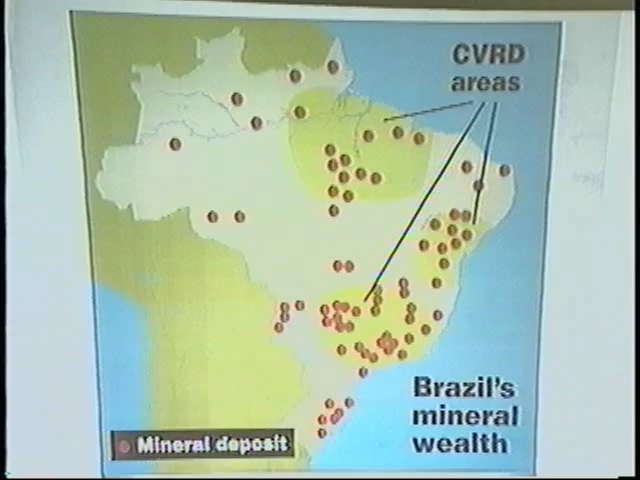 CVRD
areas
Brazil's
mineral
wealth
Mineral deposit